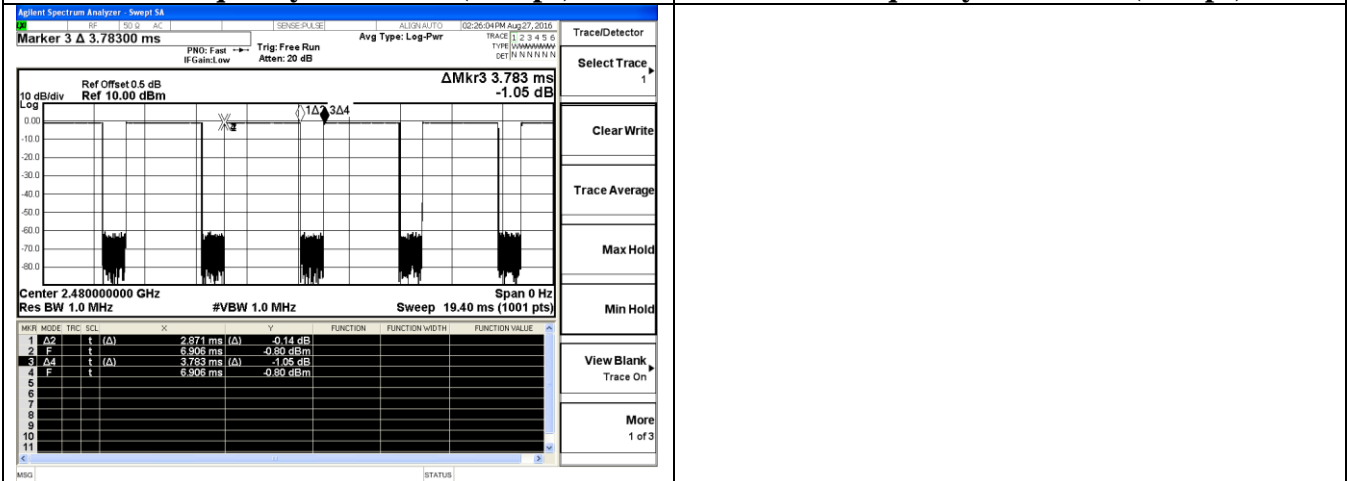 Agilent Spectrum Analyzer - Swept SA
RF 50 Ω AC SENSE:PULSE ALIGN AUTO 02:26:04 PM Aug 27, 2016
Marker 3 Δ 3.78300 ms
PNO: Fast
IFGain:Low
Trig: Free Run
Atten: 20 dB
Avg Type: Log-Pwr
TRACE 1 2 3 4 5 6
TYPE
DET N N N N N N
Trace/Detector
Select Trace
1
Clear Write
Trace Average
Max Hold
Min Hold
View Blank
Trace On
More
1 of 3
ΔMkr3 3.783 ms
-1.05 dB
Ref Offset 0.5 dB
10 dB/div Ref 10.00 dBm
Log
1Δ2 3Δ4
0.00
-10.0
-20.0
-30.0
-40.0
-50.0
-60.0
-70.0
-80.0
Center 2.480000000 GHz Span 0 Hz
Res BW 1.0 MHz #VBW 1.0 MHz Sweep 19.40 ms (1001 pts)
MKR MODE TRC SCL X Y FUNCTION FUNCTION WIDTH FUNCTION VALUE
1 Δ2 t (Δ) 2.871 ms (Δ) -0.14 dB
2 F t 6.906 ms -0.80 dBm
3 Δ4 t (Δ) 3.783 ms (Δ) -1.05 dB
4 F t 6.906 ms -0.80 dBm
5
6
7
8
9
10
11
MSG STATUS